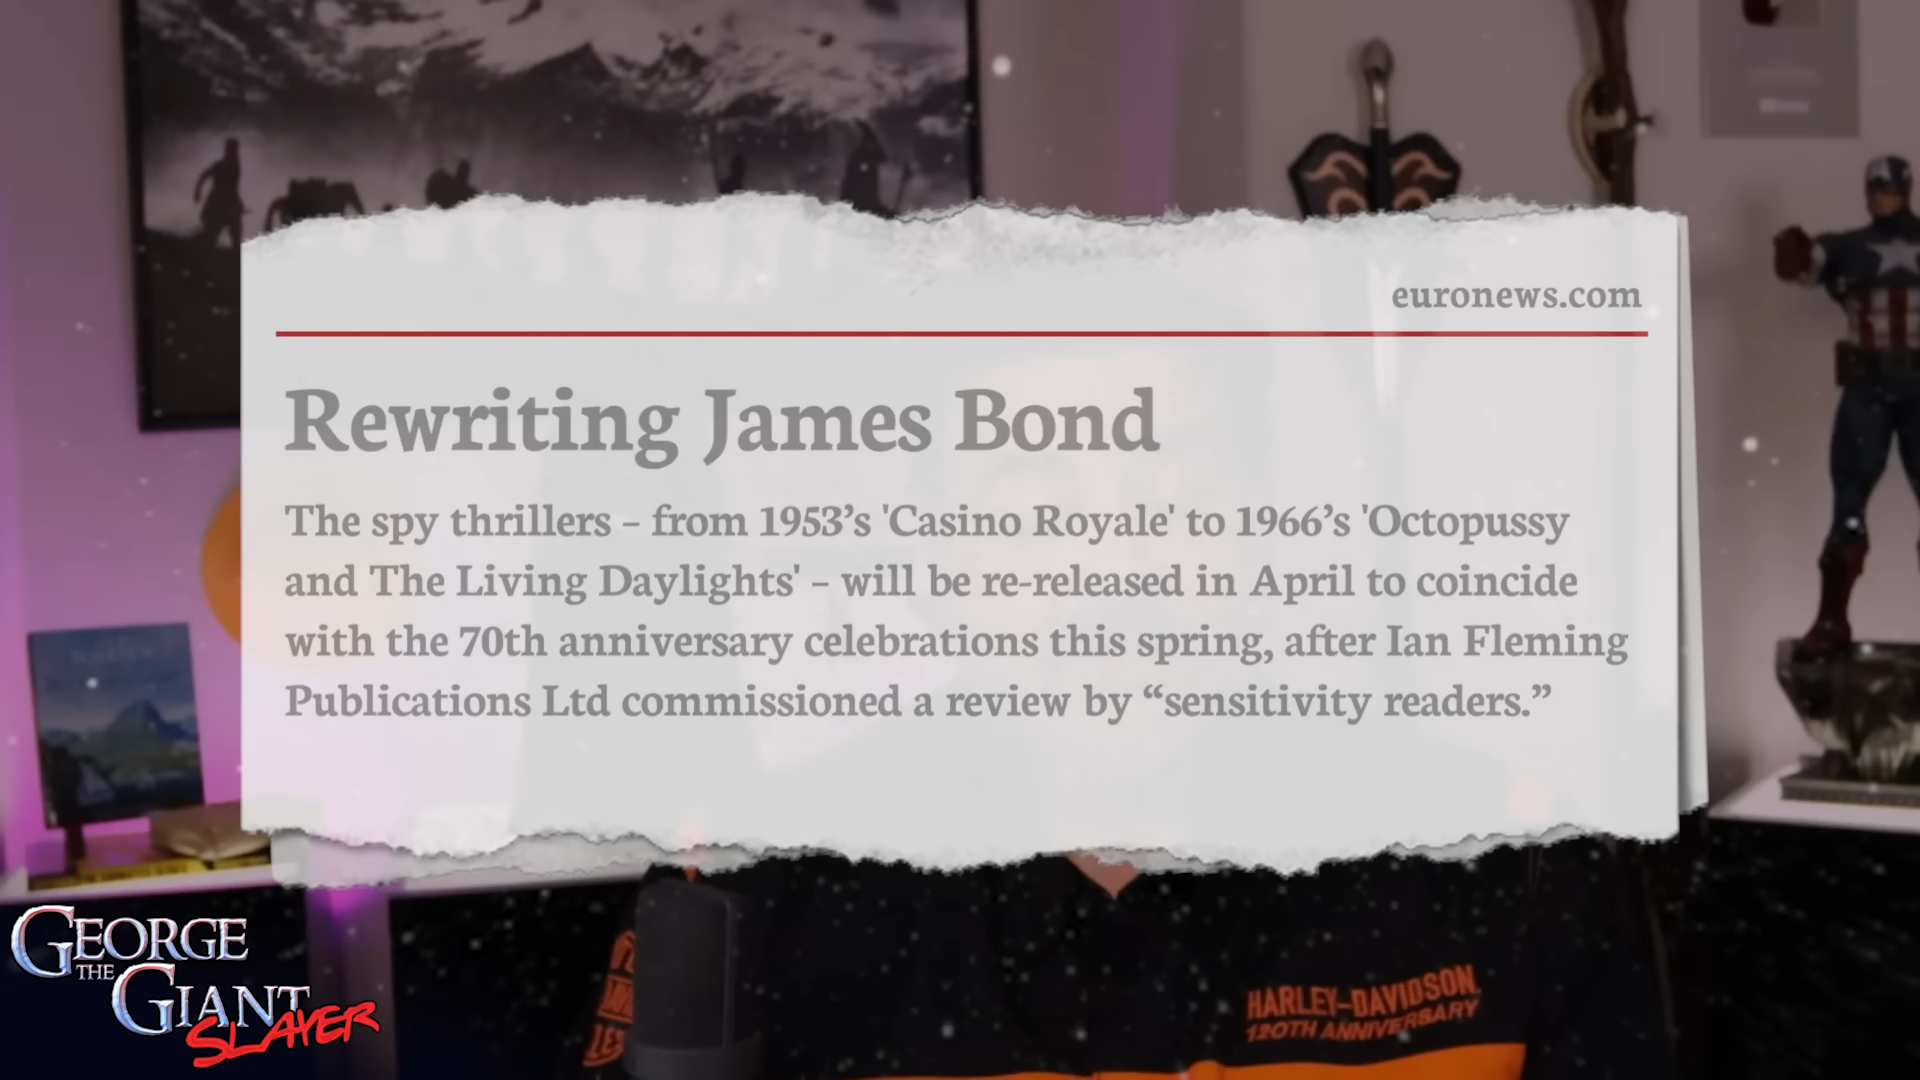 euronews.com
Rewriting James Bond
The spy thrillers – from 1953’s 'Casino Royale' to 1966’s 'Octopussy
and The Living Daylights' – will be re-released in April to coincide
with the 70th anniversary celebrations this spring, after Ian Fleming
Publications Ltd commissioned a review by “sensitivity readers.”
GEORGE
THE
GIANT
SLAYER
HARLEY-DAVIDSON
120TH ANNIVERSARY